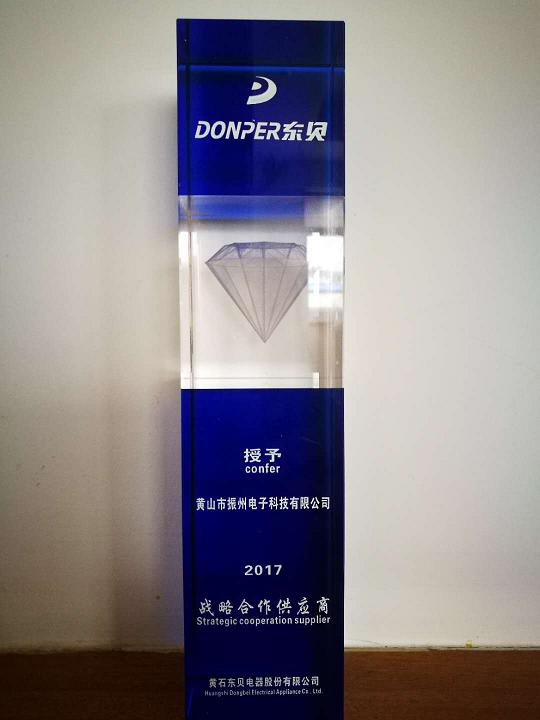 DONPER东贝
授予
confer
黄山市振州电子科技有限公司
2017
战略合作供应商
Strategic cooperation supplier
黄石东贝电器股份有限公司
Huangshi Dongbei Electrical Appliance Co., Ltd.